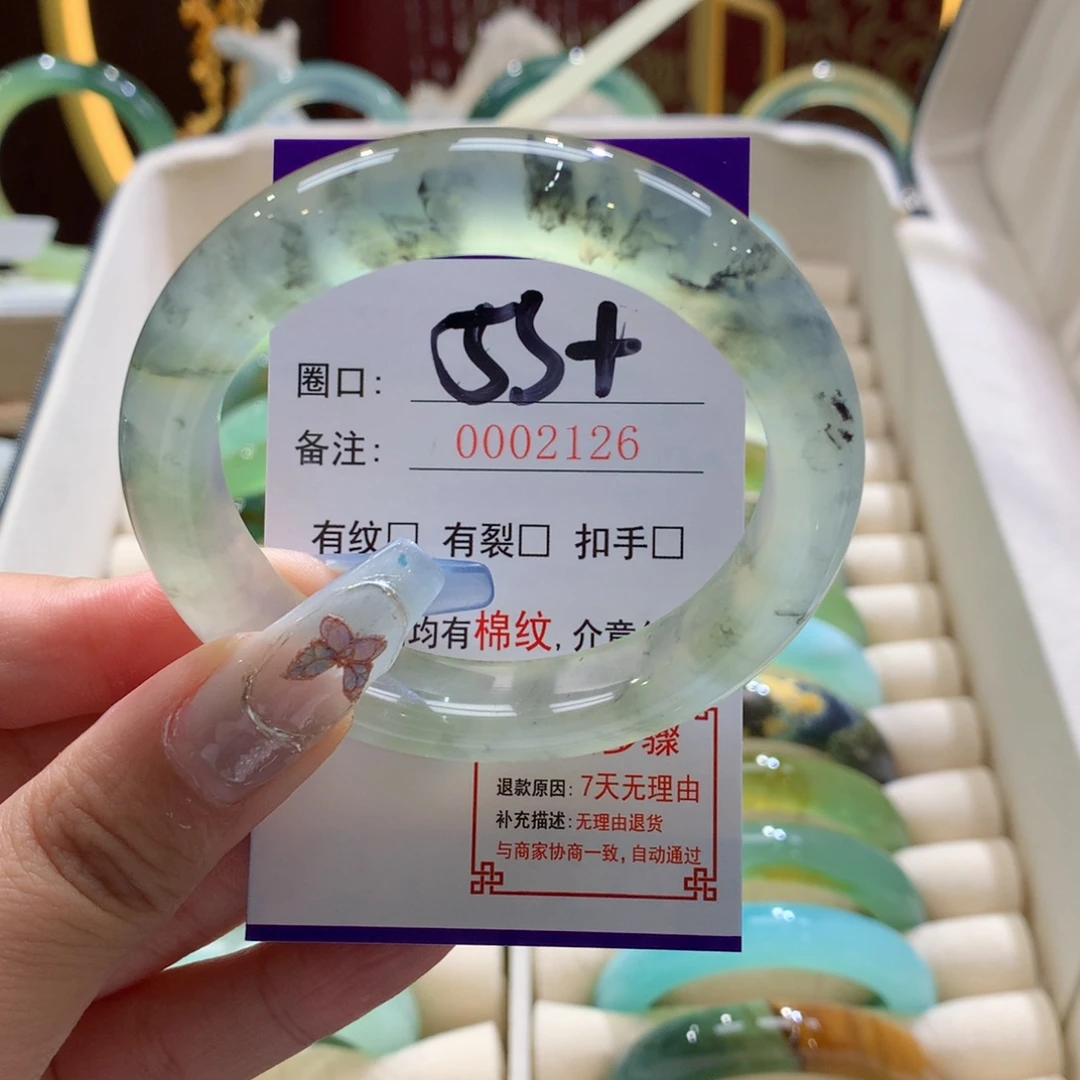 圈口: 55+
备注: 0002126
有纹□ 有裂□ 扣手□
均有棉纹, 介意
骤
退款原因: 7天无理由
补充描述: 无理由退货
与商家协商一致, 自动通过